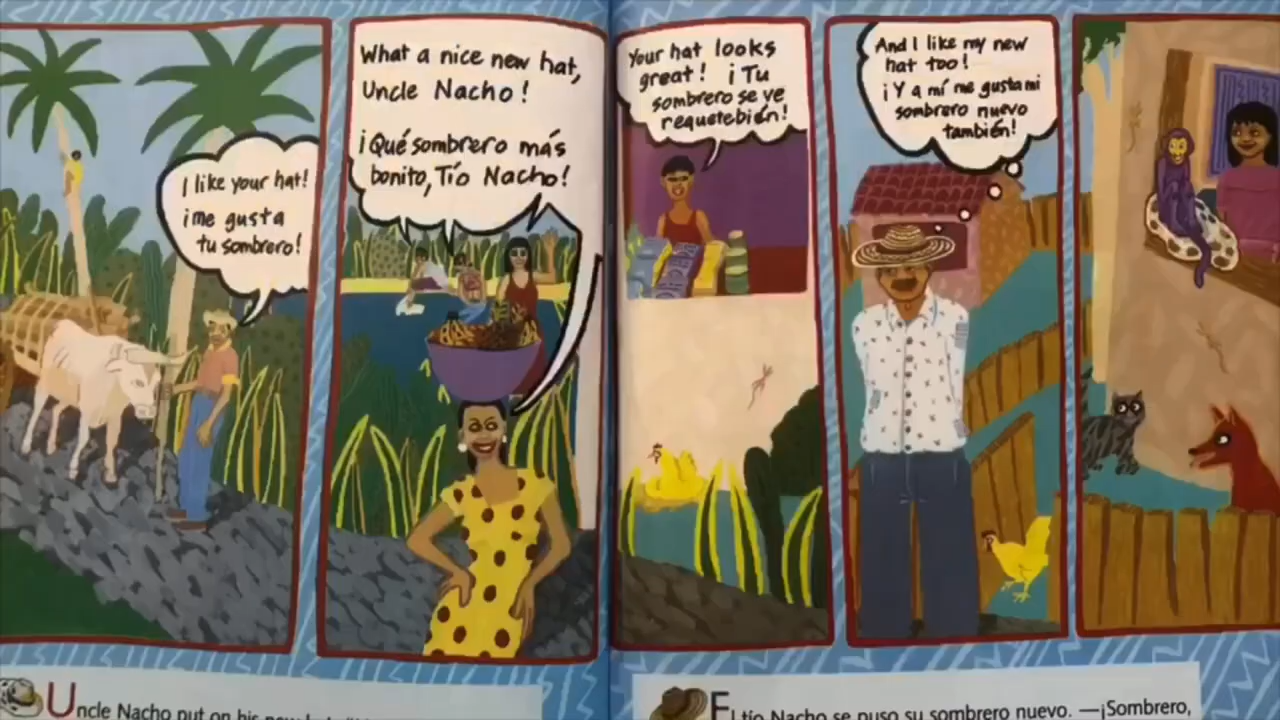 I like your hat!
¡Me gusta
tu sombrero!
What a nice new hat,
Uncle Nacho!
¡Qué sombrero más
bonito, Tío Nacho!
Your hat looks
great! ¡Tu
sombrero se ve
requetebién!
And I like my new
hat too!
¡Y a mí me gusta mi
sombrero nuevo
también!
Uncle Nacho put on his new
El tío Nacho se puso su sombrero nuevo. —¡Sombrero,